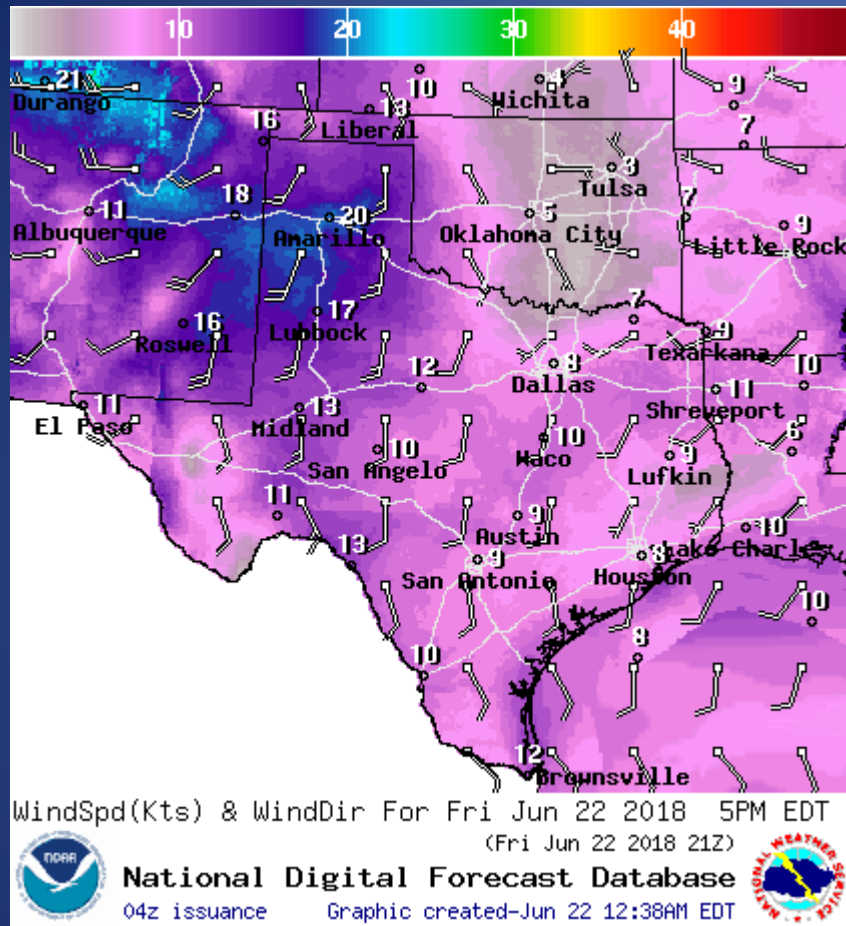 10 20 30 40
21 10 4 9
Durango Wichita
16 13 7
Liberal
3
Tulsa
11 18 20 5 7 9
Albuquerque Amarillo Oklahoma City Little Rock
16 17 7 9
Roswell Lubbock Texarkana
12 8 10
Dallas 11
11 13 Shreveport
El Paso Midland
10 10 6
San Angelo Waco 9
Lufkin
11 9 10
Austin Lake Charles
13 9 8
San Antonio Houston
10
10 8
12
Brownsville
WindSpd(Kts) & WindDir For Fri Jun 22 2018 5PM EDT
(Fri Jun 22 2018 21Z)
NOAA
National Digital Forecast Database
04z issuance Graphic created-Jun 22 12:38AM EDT
NATIONAL WEATHER SERVICE